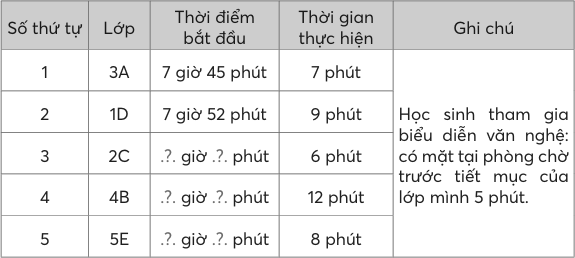 Số thứ tự Lớp Thời điểm bắt đầu Thời gian thực hiện Ghi chú
1 3A 7 giờ 45 phút 7 phút
2 1D 7 giờ 52 phút 9 phút
3 2C .?. giờ .?. phút 6 phút
4 4B .?. giờ .?. phút 12 phút
5 5E .?. giờ .?. phút 8 phút
Học sinh tham gia
biểu diễn văn nghệ:
có mặt tại phòng chờ
trước tiết mục của
lớp mình 5 phút.